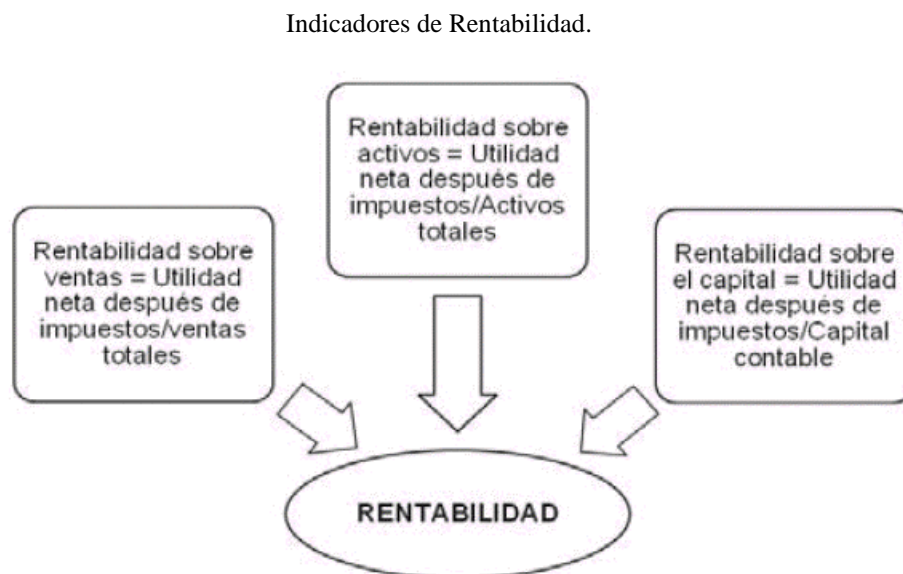 Indicadores de Rentabilidad.
Rentabilidad sobre
activos = Utilidad
neta después de
impuestos/Activos
totales
Rentabilidad sobre
ventas = Utilidad
neta después de
impuestos/ventas
totales
Rentabilidad sobre
el capital = Utilidad
neta después de
impuestos/Capital
contable
RENTABILIDAD